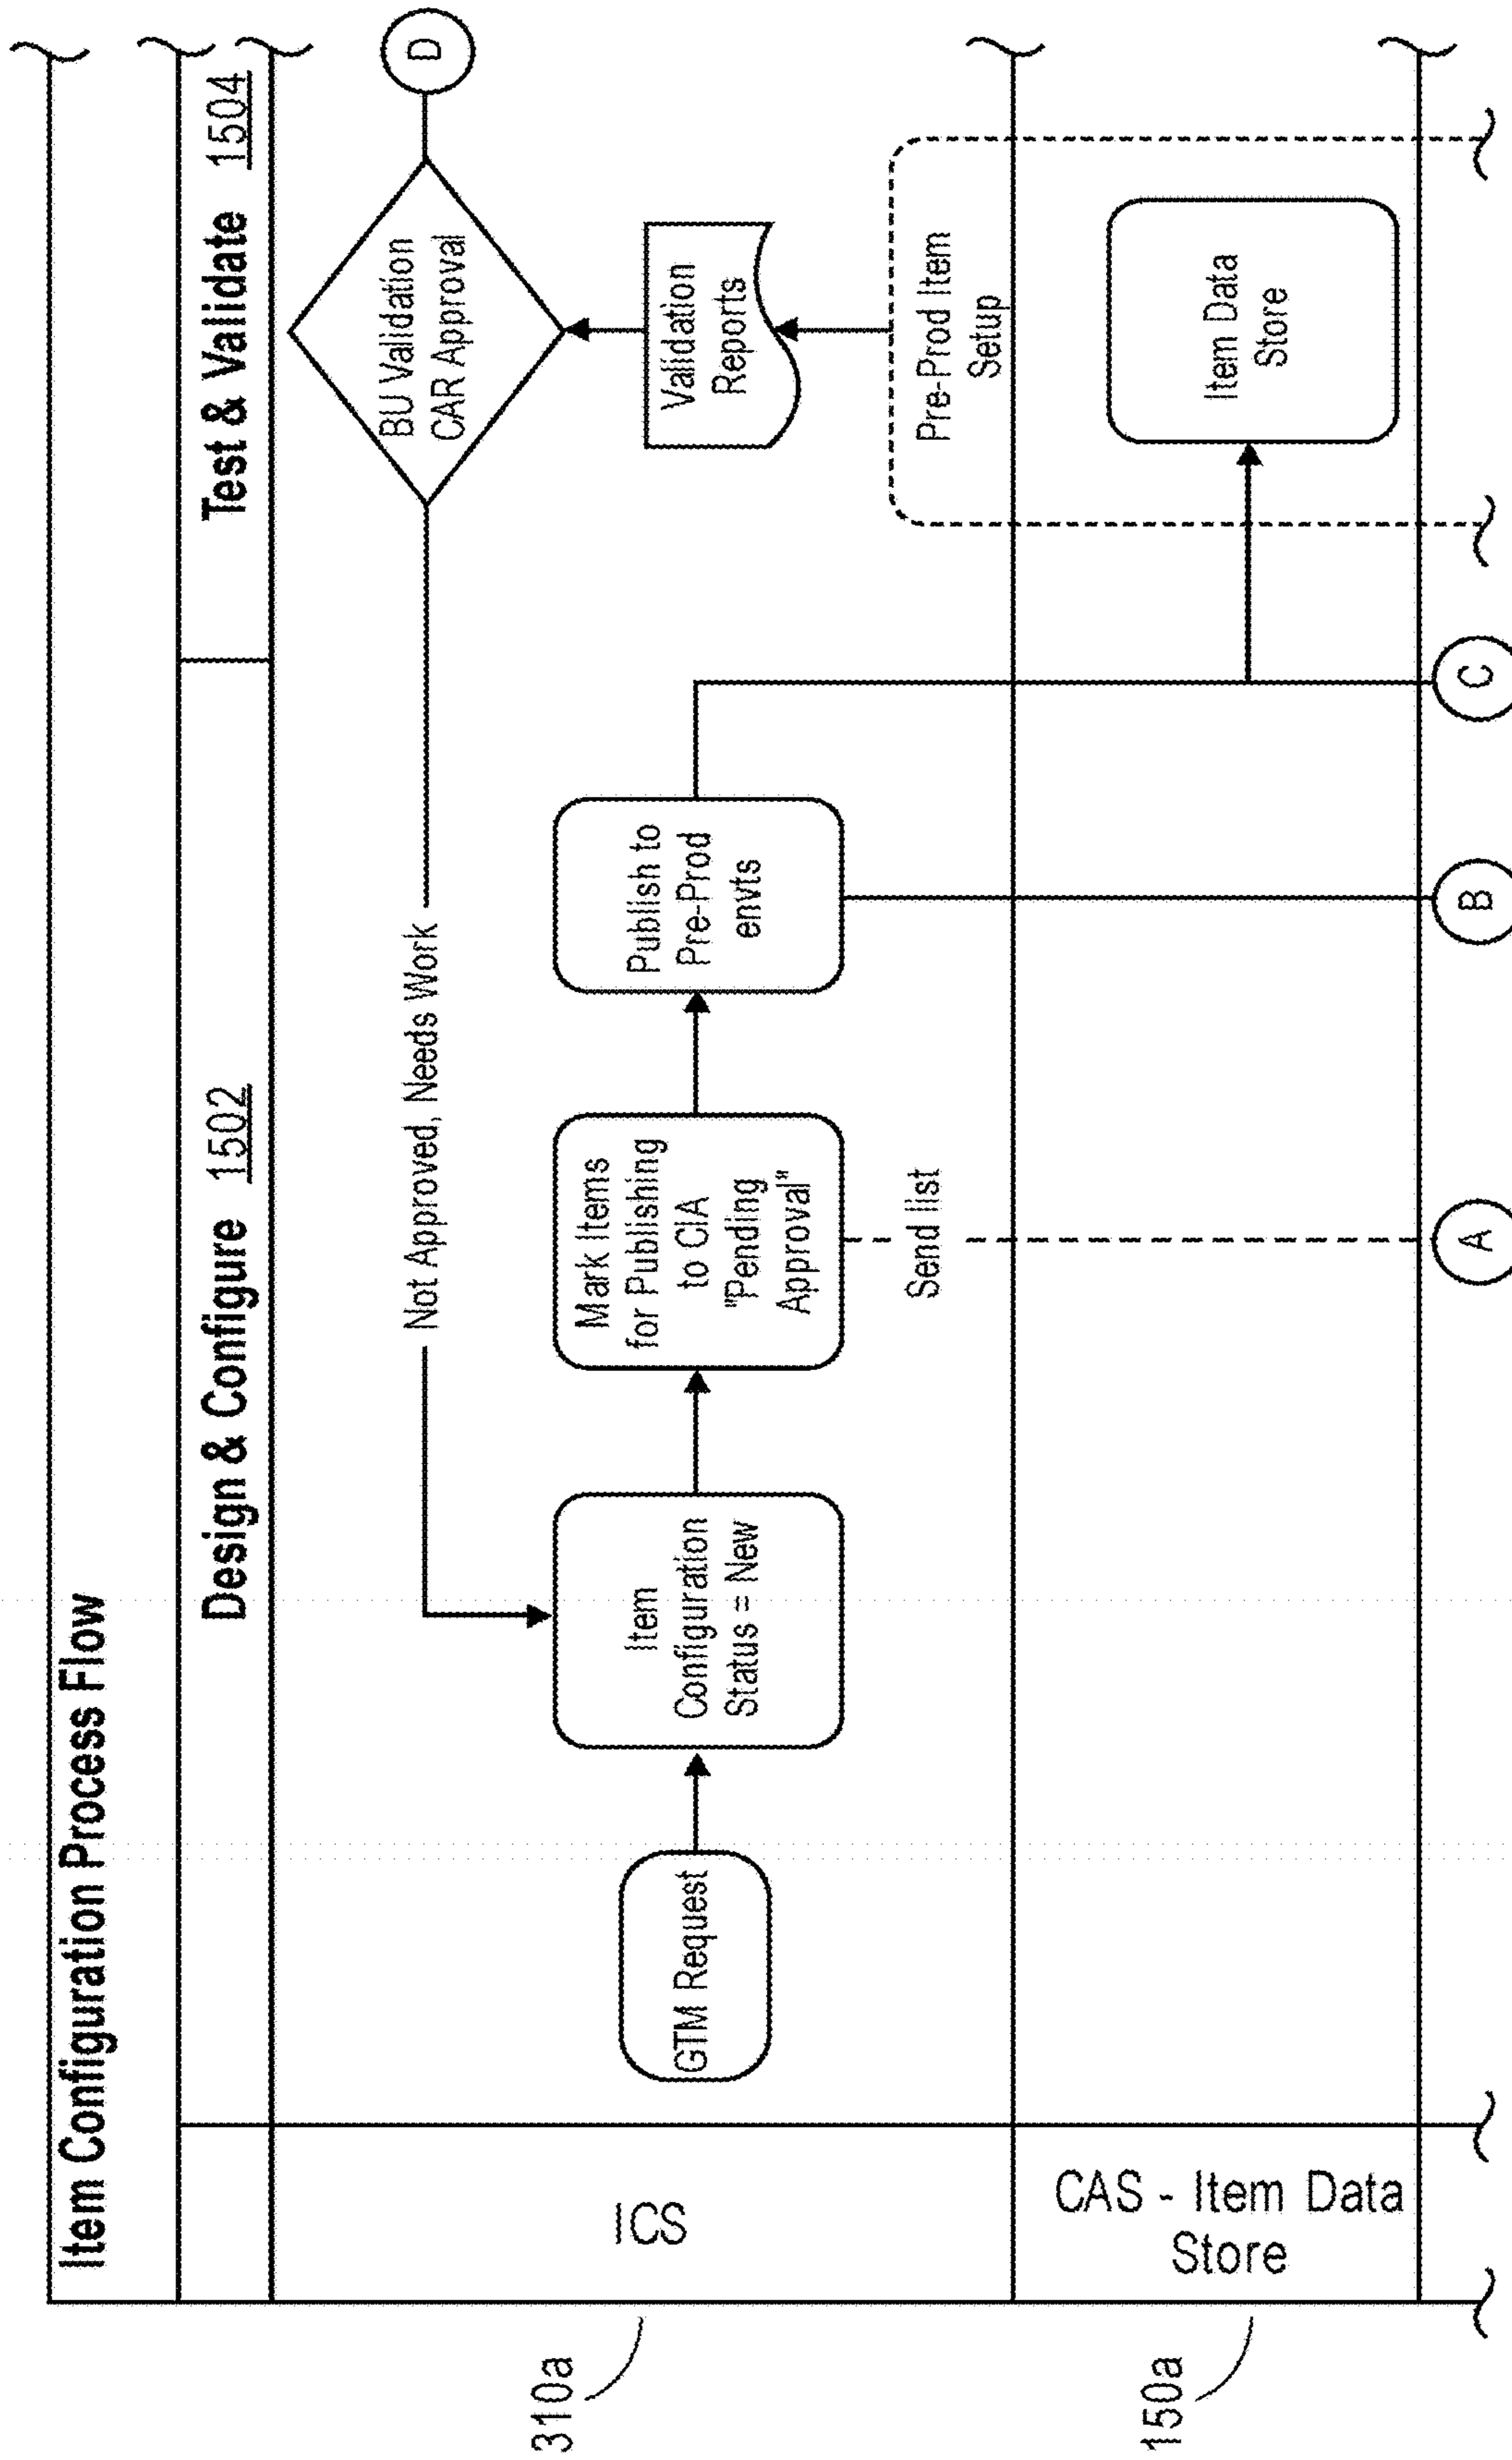 Item Configuration Process Flow
Design & Configure 1502
Test & Validate 1504
ICS
310a
GTM Request
Item
Configuration
Status = New
Not Approved, Needs Work
Mark Items
for Publishing
to CIA
"Pending
Approval"
Send list
Publish to
Pre-Prod
envts
BU Validation
CAR Approval
D
Validation
Reports
Pre-Prod Item
Setup
CAS - Item Data
Store
150a
Item Data
Store
A
B
C